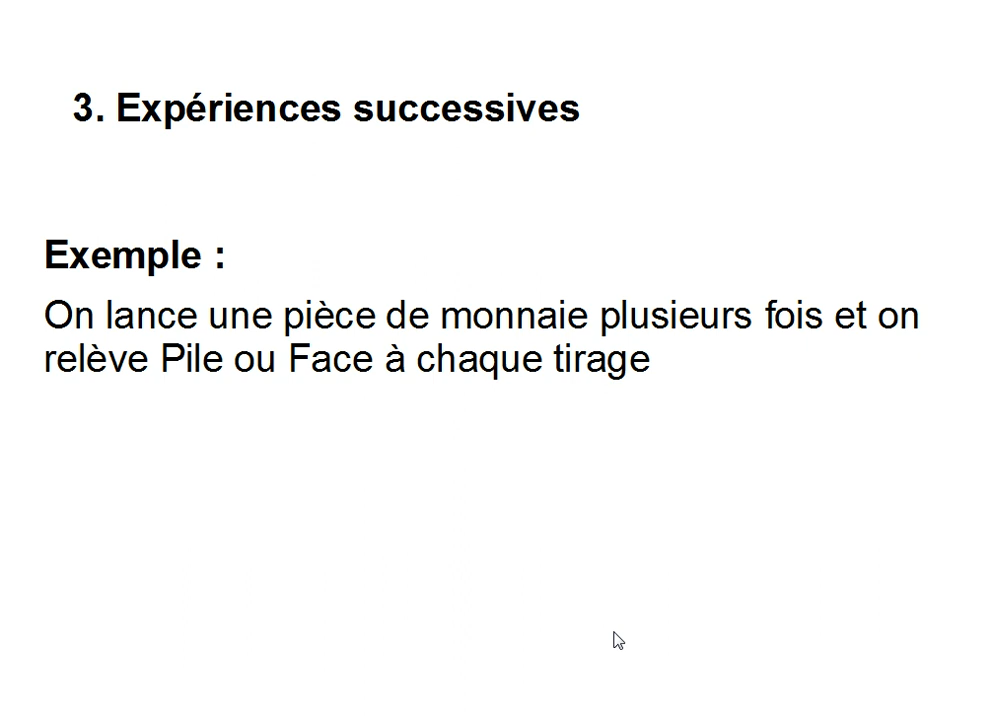 3. Expériences successives
Exemple :
On lance une pièce de monnaie plusieurs fois et on
relève Pile ou Face à chaque tirage